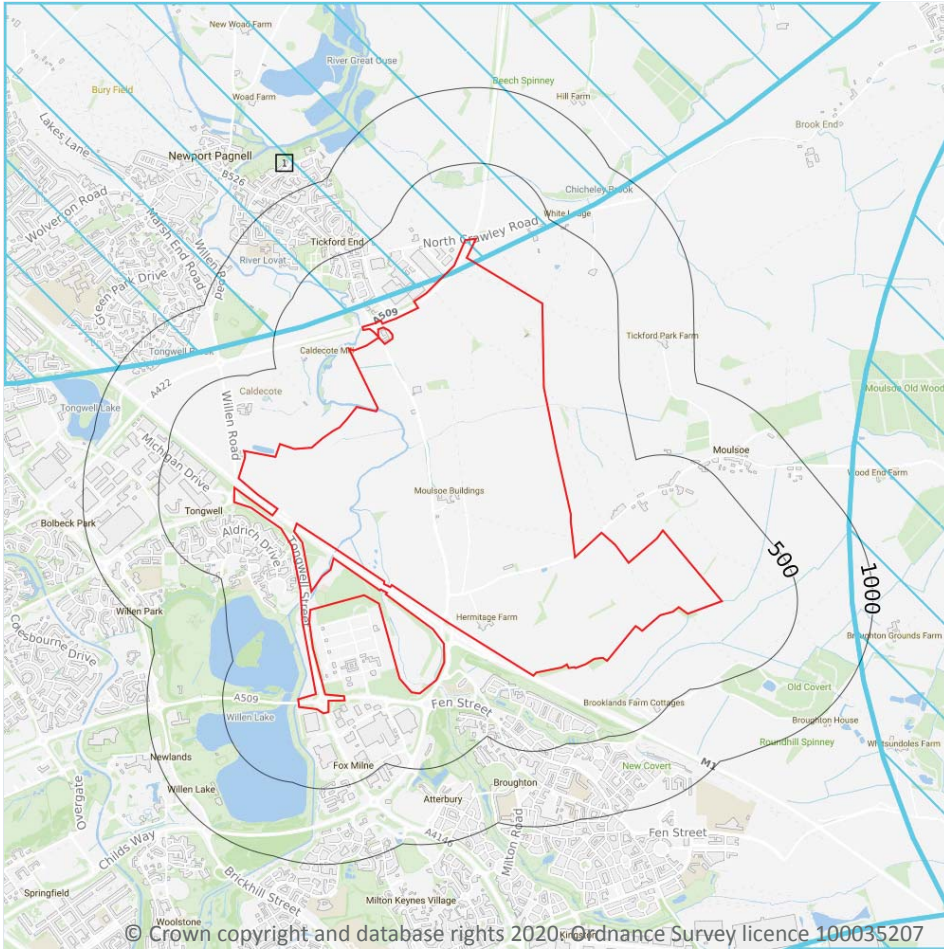 New Woad Farm
River Great Ouse
Bury Field
Woad Farm
Beech Spinney
Hill Farm
Brook End
Lakes Lane
Newport Pagnell
1
B526
Wolverton Road
Marsh End Road
Willen Road
Chicheley Brook
White Lodge
Tickford End
North Crawley Road
River Lovat
Green Park Drive
A509
Tickford Park Farm
Tongwell
Caldecote
A422
Caldecote
Moulsoe Old Wood
Tongwell Lake
Willen Road
Michigan Drive
Moulsoe
Wood End Farm
Moulsoe Buildings
Tongwell
Bolbeck Park
Aldrich Drive
Tongwell Street
500
1000
Willen Park
Hermitage Farm
Broughton Grounds Farm
Old Covert
A509
Fen Street
Brooklands Farm Cottages
Willen Lake
Broughton House
Roundhill Spinney
Whitsundoles Farm
Newlands
Fox Milne
New Covert
M1
Willen Lake
Broughton
Overgate
Atterbury
Milton Road
Fen Street
A4146
Childs Way
Brickhill Street
Springfield
Milton Keynes Village
Woolstone
Kingston
© Crown copyright and database rights 2020. Ordnance Survey licence 100035207